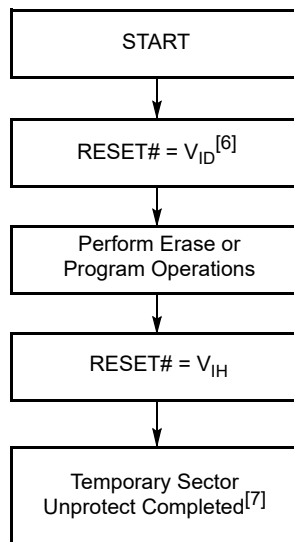 START
RESET# = VID[6]
Perform Erase or
Program Operations
RESET# = VIH
Temporary Sector
Unprotect Completed[7]